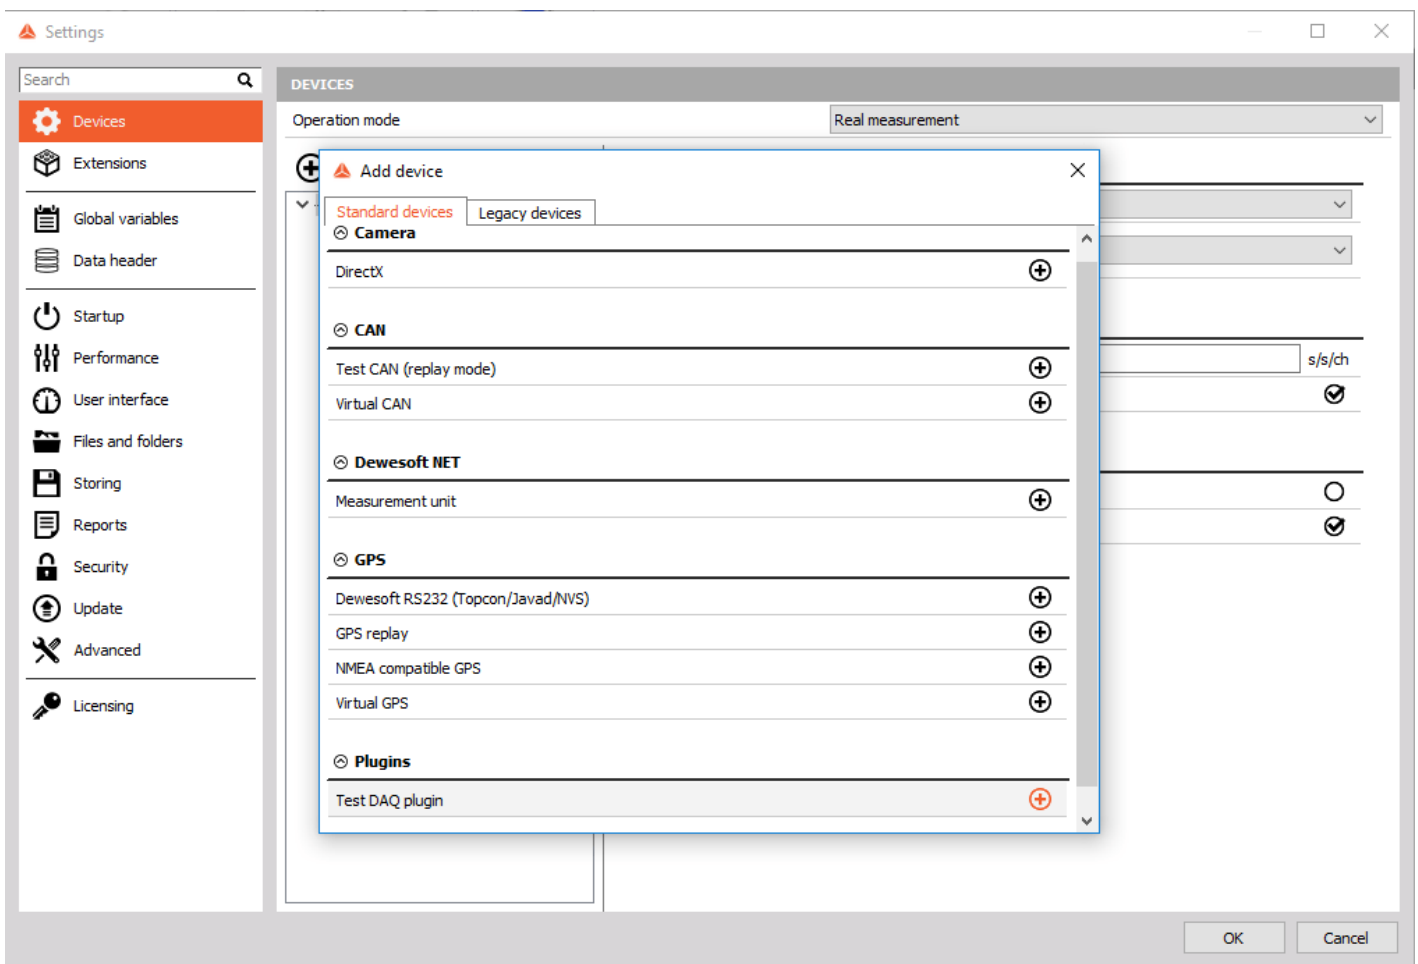 Settings
Search
DEVICES
Devices
Operation mode
Real measurement
Extensions
Add device
Standard devices
Legacy devices
Global variables
Camera
Data header
DirectX
Startup
CAN
Performance
Test CAN (replay mode)
s/s/ch
User interface
Virtual CAN
Files and folders
Dewesoft NET
Storing
Measurement unit
Reports
Security
GPS
Update
Dewesoft RS232 (Topcon/Javad/NVS)
GPS replay
Advanced
NMEA compatible GPS
Licensing
Virtual GPS
Plugins
Test DAQ plugin
OK
Cancel